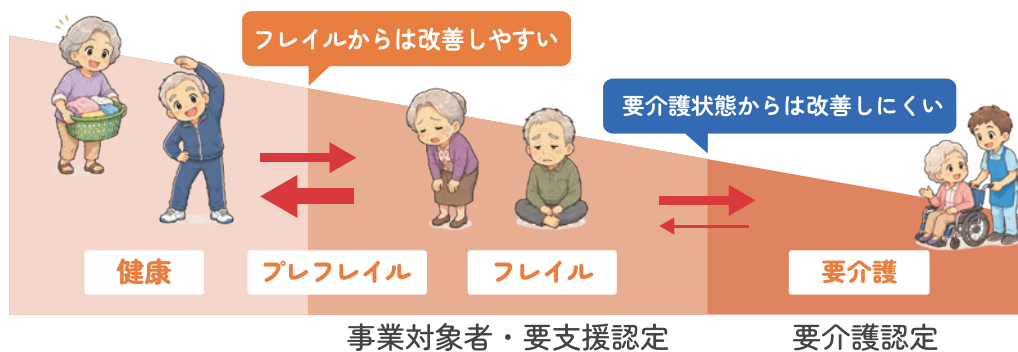 フレイルからは改善しやすい
要介護状態からは改善しにくい
健康
プレフレイル
フレイル
要介護
事業対象者・要支援認定
要介護認定